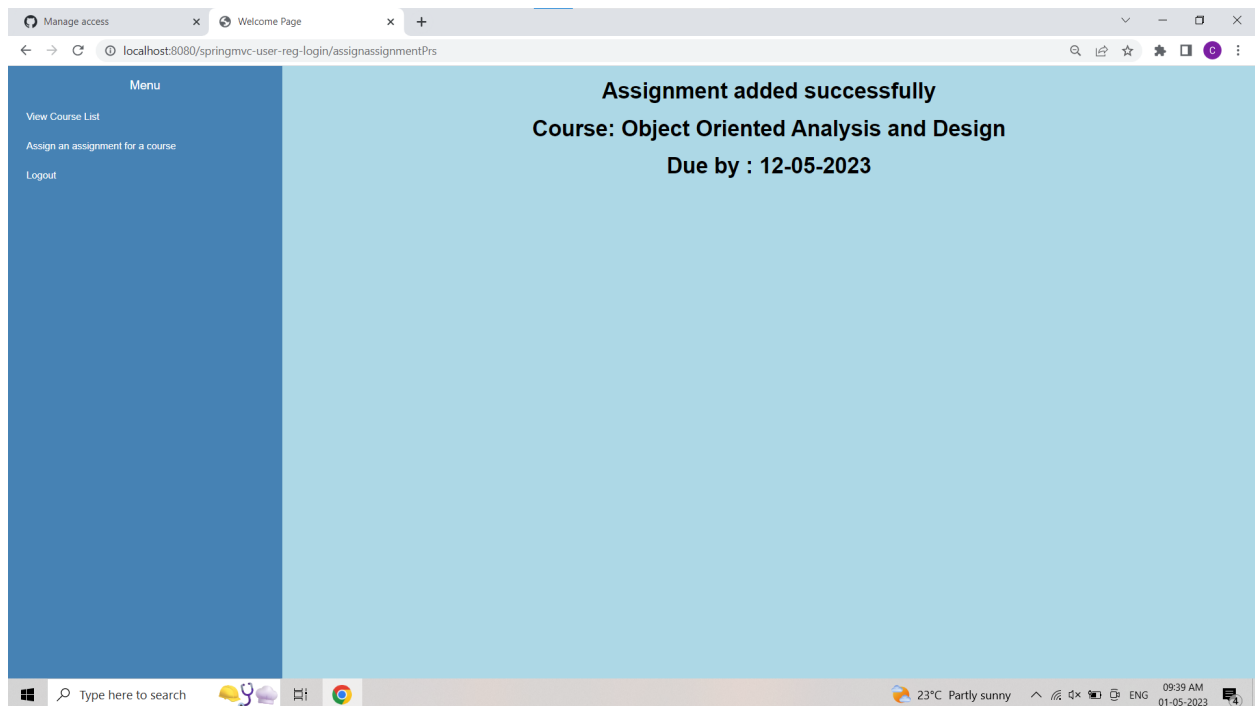 Manage access
Welcome Page
localhost:8080/springmvc-user-reg-login/assignassignmentPrs
C
Menu
View Course List
Assign an assignment for a course
Logout
Assignment added successfully
Course: Object Oriented Analysis and Design
Due by : 12-05-2023
Type here to search
23°C Partly sunny
ENG
09:39 AM
01-05-2023
4